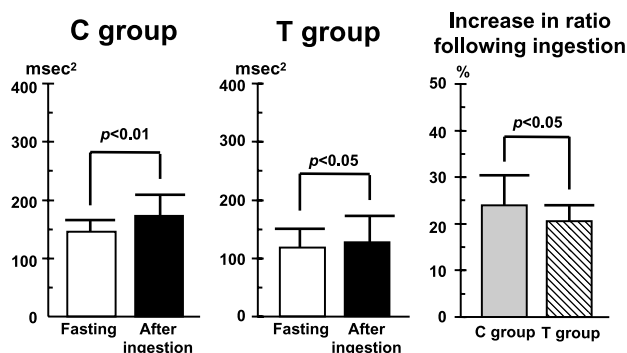 C group
msec²
400
300
200
100
0
p<0.01
Fasting
After
ingestion
T group
msec²
400
300
200
100
0
p<0.05
Fasting
After
ingestion
Increase in ratio
following ingestion
%
50
40
30
20
10
0
p<0.05
C group
T group